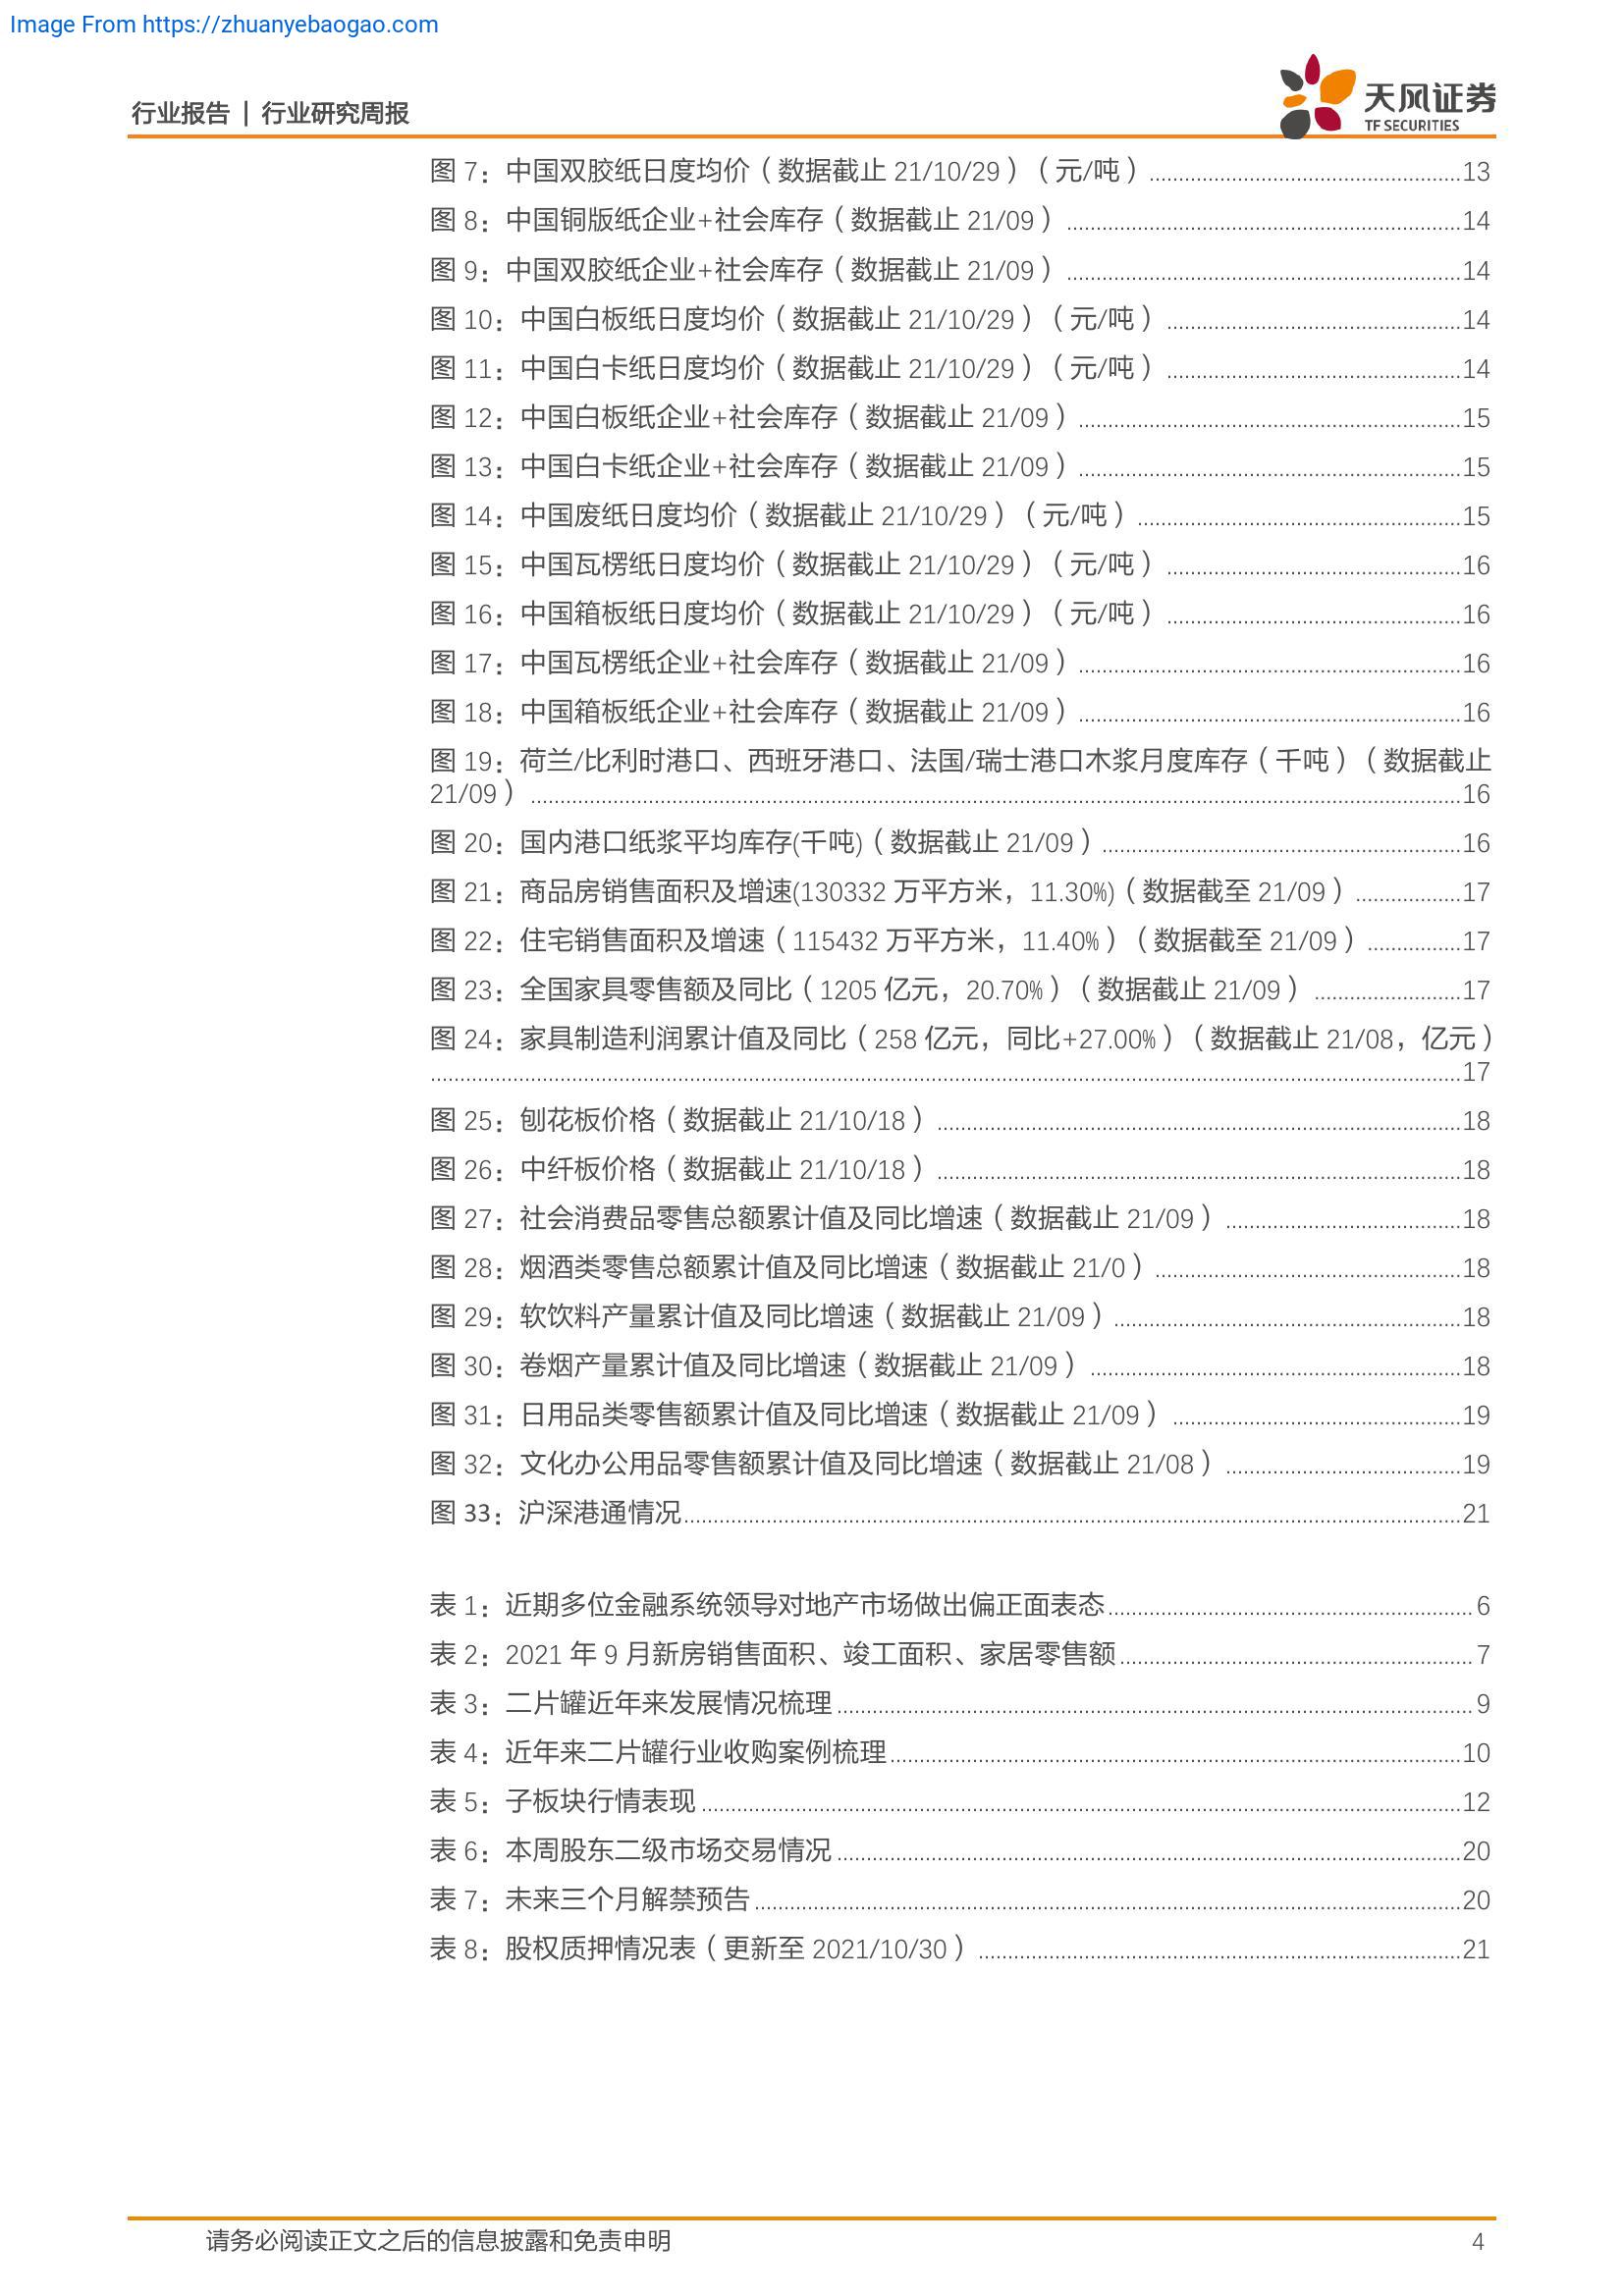 Image From https://zhuanyebaogao.com
行业报告 | 行业研究周报
天风证券
TF SECURITIES
图 7：中国双胶纸日度均价（数据截止 21/10/29）（元/吨）......13
图 8：中国铜版纸企业+社会库存（数据截止 21/09）......14
图 9：中国双胶纸企业+社会库存（数据截止 21/09）......14
图 10：中国白板纸日度均价（数据截止 21/10/29）（元/吨）......14
图 11：中国白卡纸日度均价（数据截止 21/10/29）（元/吨）......14
图 12：中国白板纸企业+社会库存（数据截止 21/09）......15
图 13：中国白卡纸企业+社会库存（数据截止 21/09）......15
图 14：中国废纸日度均价（数据截止 21/10/29）（元/吨）......15
图 15：中国瓦楞纸日度均价（数据截止 21/10/29）（元/吨）......16
图 16：中国箱板纸日度均价（数据截止 21/10/29）（元/吨）......16
图 17：中国瓦楞纸企业+社会库存（数据截止 21/09）......16
图 18：中国箱板纸企业+社会库存（数据截止 21/09）......16
图 19：荷兰/比利时港口、西班牙港口、法国/瑞士港口木浆月度库存（千吨）（数据截止
21/09）......16
图 20：国内港口纸浆平均库存(千吨)（数据截止 21/09）......16
图 21：商品房销售面积及增速(130332 万平方米，11.30%)（数据截至 21/09）......17
图 22：住宅销售面积及增速（115432 万平方米，11.40%）（数据截至 21/09）......17
图 23：全国家具零售额及同比（1205 亿元，20.70%）（数据截止 21/09）......17
图 24：家具制造利润累计值及同比（258 亿元，同比+27.00%）（数据截止 21/08，亿元）
......17
图 25：刨花板价格（数据截止 21/10/18）......18
图 26：中纤板价格（数据截止 21/10/18）......18
图 27：社会消费品零售总额累计值及同比增速（数据截止 21/09）......18
图 28：烟酒类零售总额累计值及同比增速（数据截止 21/0）......18
图 29：软饮料产量累计值及同比增速（数据截止 21/09）......18
图 30：卷烟产量累计值及同比增速（数据截止 21/09）......18
图 31：日用品类零售额累计值及同比增速（数据截止 21/09）......19
图 32：文化办公用品零售额累计值及同比增速（数据截止 21/08）......19
图 33：沪深港通情况......21
表 1：近期多位金融系统领导对地产市场做出偏正面表态......6
表 2：2021 年 9 月新房销售面积、竣工面积、家居零售额......7
表 3：二片罐近年来发展情况梳理......9
表 4：近年来二片罐行业收购案例梳理......10
表 5：子板块行情表现......12
表 6：本周股东二级市场交易情况......20
表 7：未来三个月解禁预告......20
表 8：股权质押情况表（更新至 2021/10/30）......21
请务必阅读正文之后的信息披露和免责申明 4